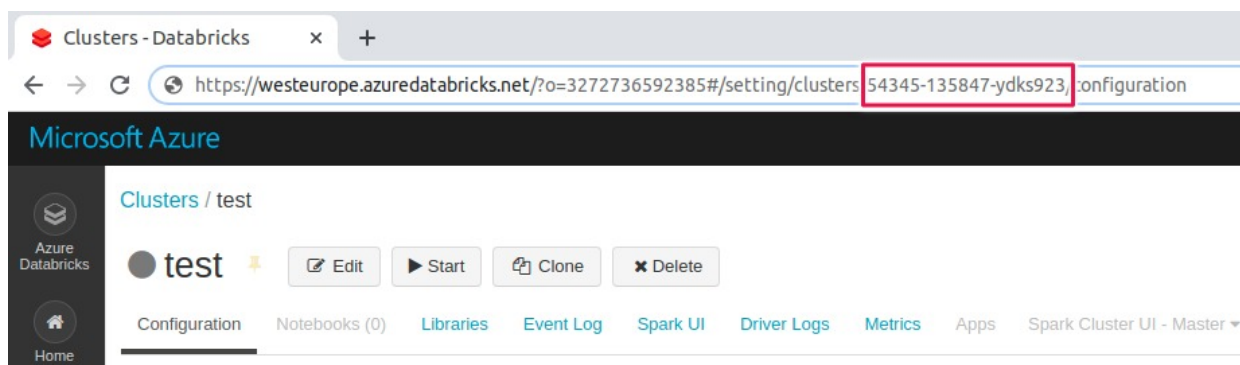 Clusters - Databricks × +
https://westeurope.azuredatabricks.net/?o=3272736592385#/setting/clusters 54345-135847-ydks923/configuration
Microsoft Azure
Clusters / test
Azure
Databricks
test Edit Start Clone Delete
Configuration Notebooks (0) Libraries Event Log Spark UI Driver Logs Metrics Apps Spark Cluster UI - Master
Home